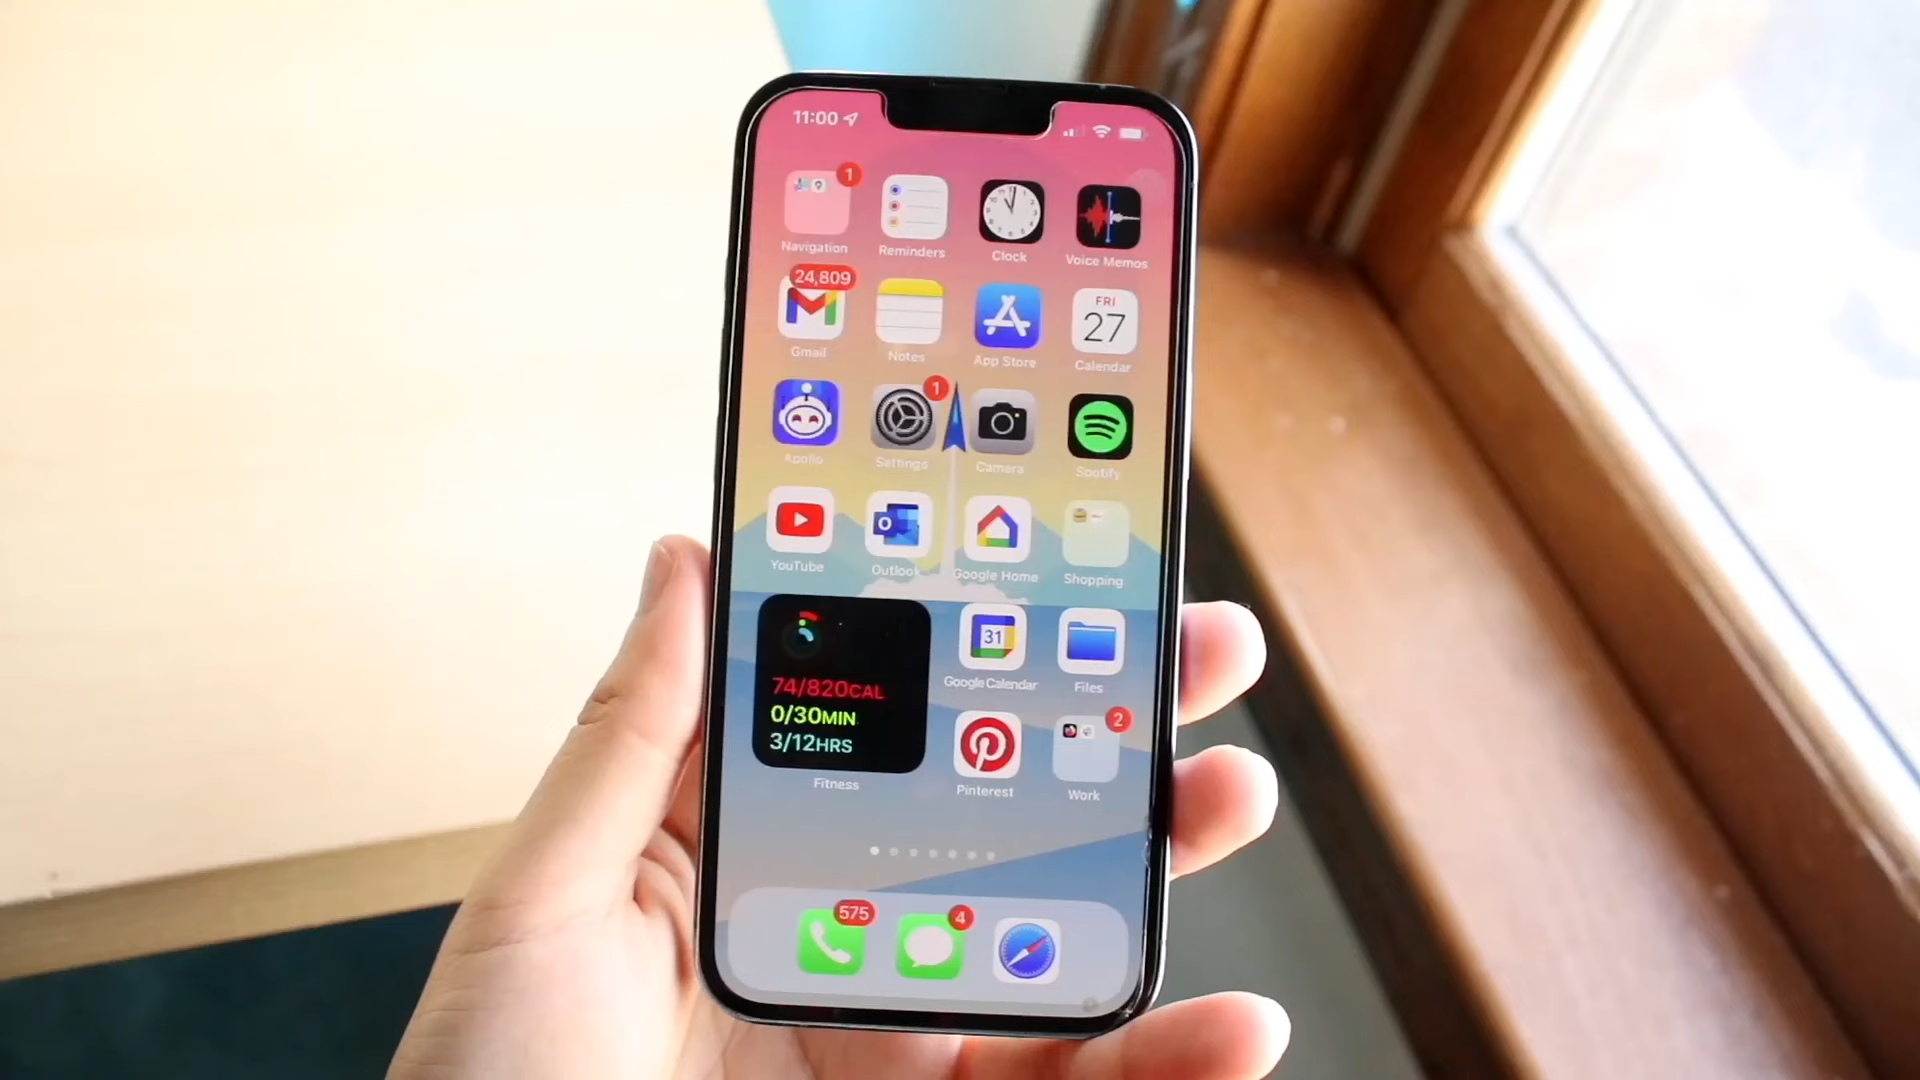 11:00
1
Navigation Reminders Clock Voice Memos
24,809
FRI
27
Gmail Notes App Store Calendar
1
Apollo Settings Camera Spotify
YouTube Outlook Google Home Shopping
31
Google Calendar Files
74/820CAL
0/30MIN
3/12HRS
2
Fitness Pinterest Work
575 4